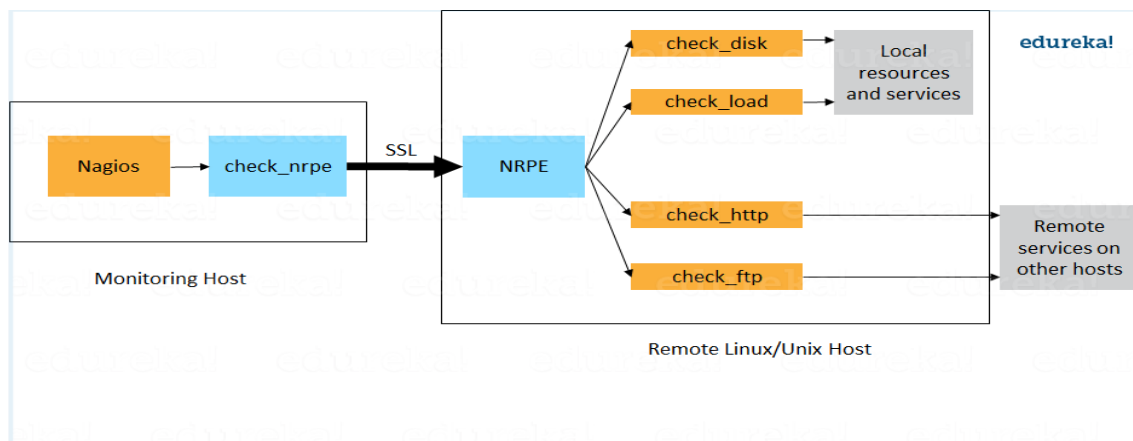 edureka!
check_disk
Local
resources
and services
check_load
Nagios
check_nrpe
SSL
NRPE
check_http
check_ftp
Remote
services on
other hosts
Monitoring Host
Remote Linux/Unix Host